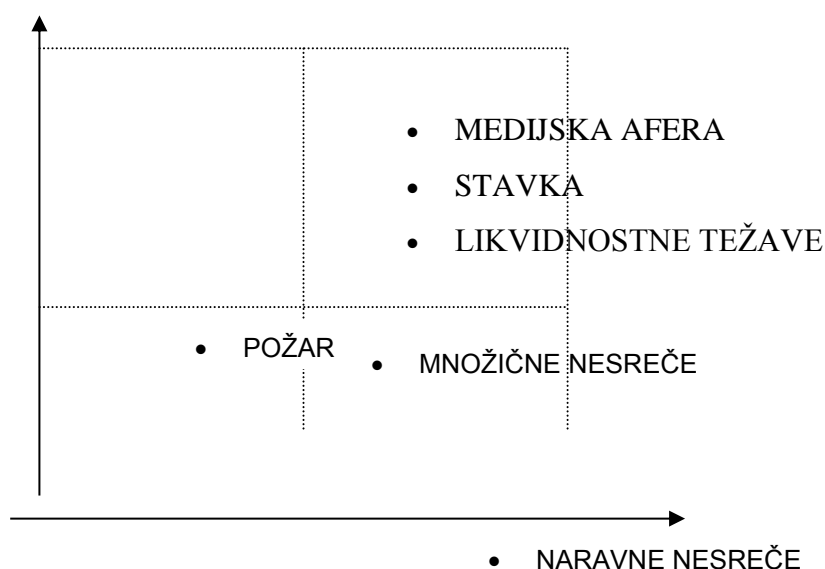 • MEDIJSKA AFERA
• STAVKA
• LIKVIDNOSTNE TEŽAVE
• POŽAR
• MNOŽIČNE NESREČE
• NARAVNE NESREČE